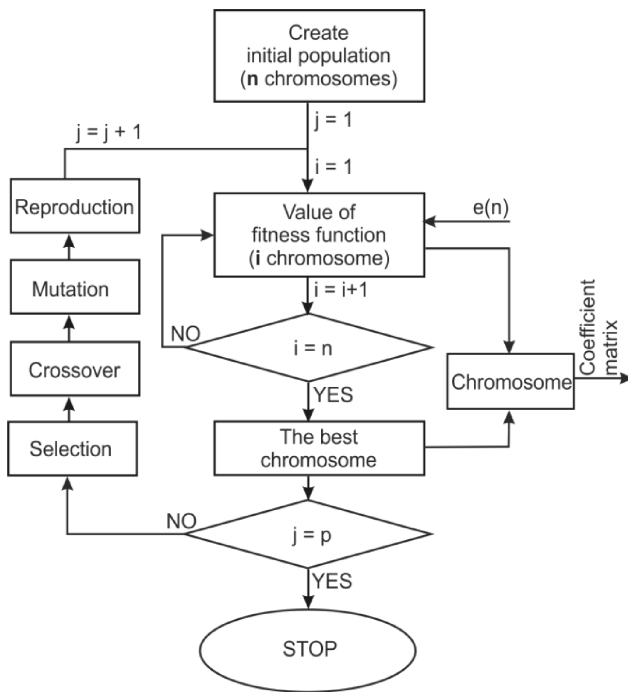 Create
initial population
(n chromosomes)
j = 1
j = j + 1
i = 1
Reproduction
Value of
fitness function
(i chromosome)
e(n)
Mutation
i = i+1
NO
i = n
Crossover
Chromosome
Coefficient
matrix
YES
Selection
The best
chromosome
NO
j = p
YES
STOP